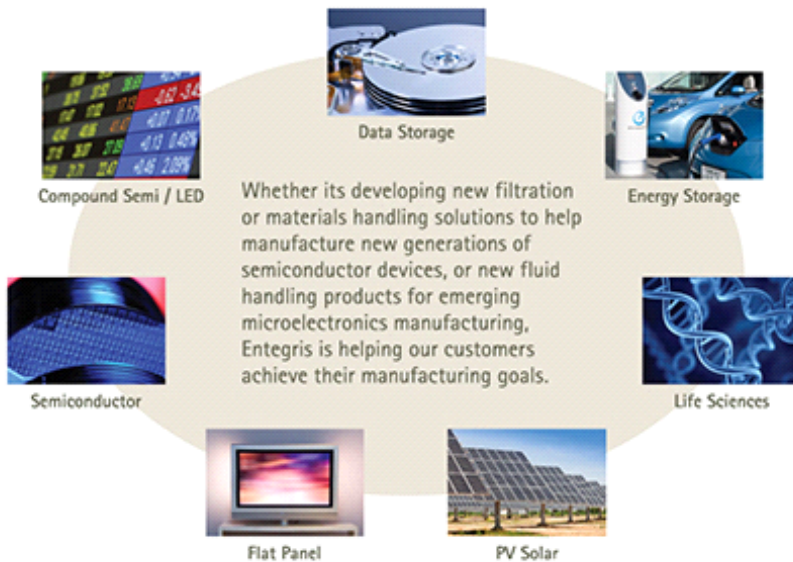 Data Storage
Compound Semi / LED
Energy Storage
Whether its developing new filtration
or materials handling solutions to help
manufacture new generations of
semiconductor devices, or new fluid
handling products for emerging
microelectronics manufacturing,
Entegris is helping our customers
achieve their manufacturing goals.
Semiconductor
Life Sciences
Flat Panel
PV Solar